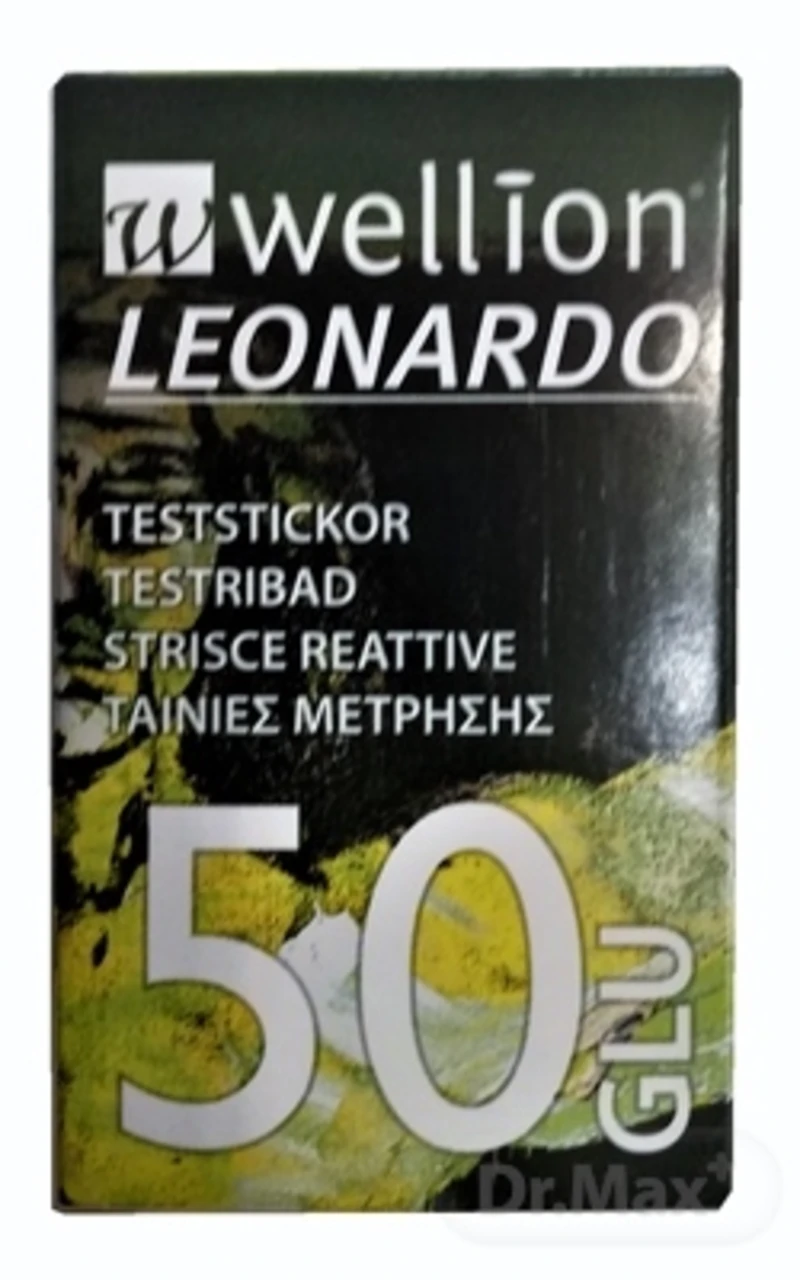 w wellion
LEONARDO
TESTSTICKOR
TESTRIBAD
STRISCE REATTIVE
ΤΑΙΝΙΕΣ ΜΕΤΡΗΣΗΣ
50
GLU
Dr.Max+